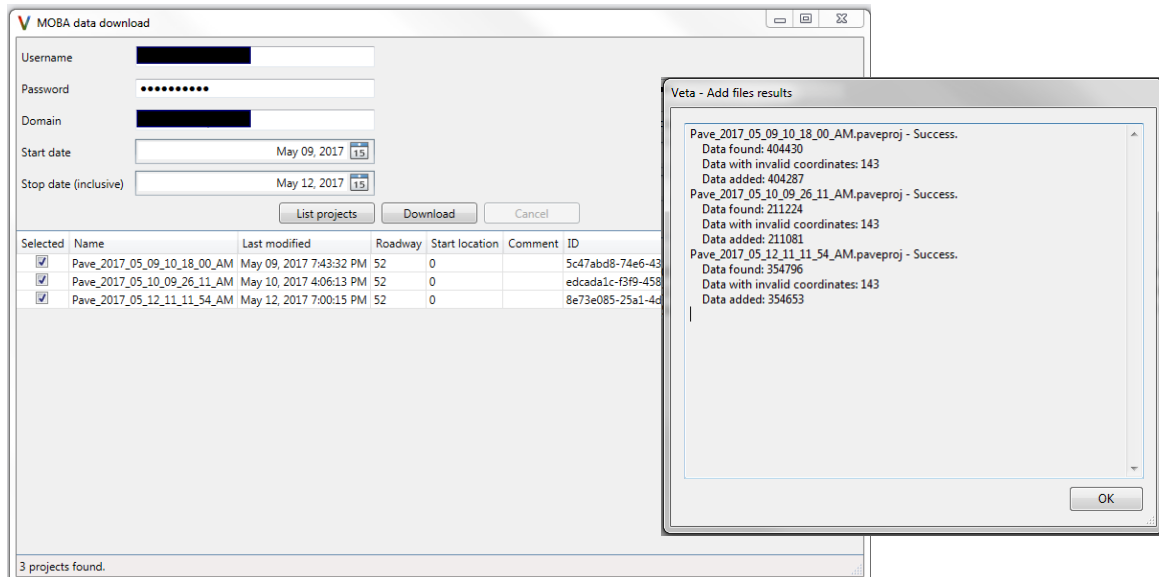 MOBA data download
Username
Password ••••••••••
Domain
Start date May 09, 2017 15
Stop date (inclusive) May 12, 2017 15
List projects Download Cancel
Selected Name Last modified Roadway Start location Comment ID
Pave_2017_05_09_10_18_00_AM May 09, 2017 7:43:32 PM 52 0 5c47abd8-74e6-43
Pave_2017_05_10_09_26_11_AM May 10, 2017 4:06:13 PM 52 0 edcada1c-f3f9-458
Pave_2017_05_12_11_11_54_AM May 12, 2017 7:00:15 PM 52 0 8e73e085-25a1-4d
3 projects found.
Veta - Add files results
Pave_2017_05_09_10_18_00_AM.paveproj - Success.
Data found: 404430
Data with invalid coordinates: 143
Data added: 404287
Pave_2017_05_10_09_26_11_AM.paveproj - Success.
Data found: 211224
Data with invalid coordinates: 143
Data added: 211081
Pave_2017_05_12_11_11_54_AM.paveproj - Success.
Data found: 354796
Data with invalid coordinates: 143
Data added: 354653
OK